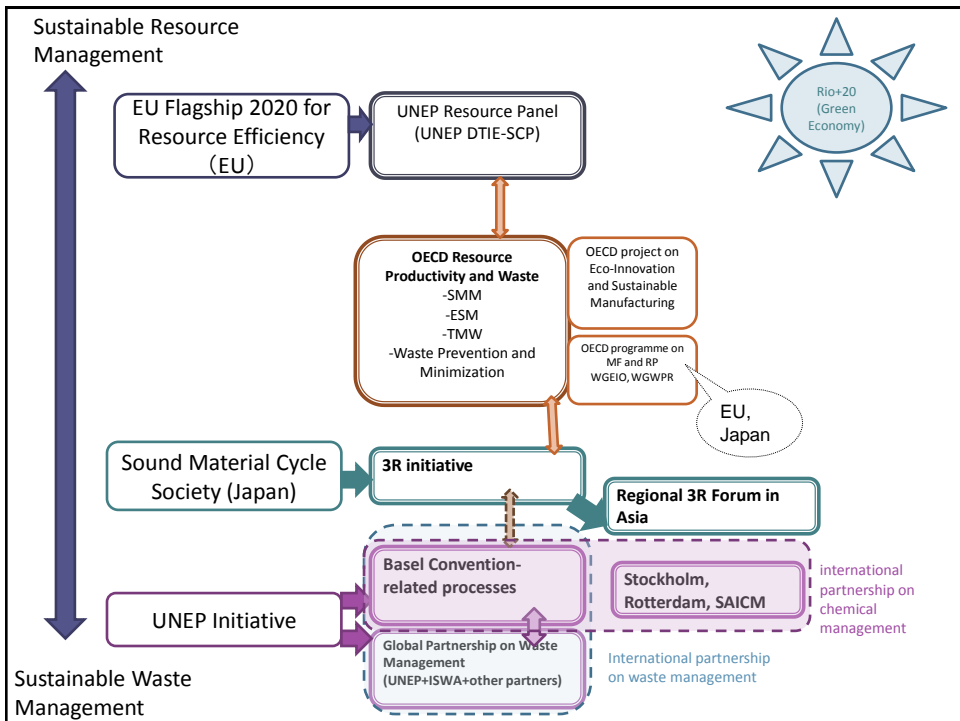 Sustainable Resource
Management
EU Flagship 2020 for
Resource Efficiency
（EU）
UNEP Resource Panel
(UNEP DTIE-SCP)
Rio+20
(Green
Economy)
OECD Resource
Productivity and Waste
-SMM
-ESM
-TMW
-Waste Prevention and
Minimization
OECD project on
Eco-Innovation
and Sustainable
Manufacturing
OECD programme on
MF and RP
WGEIO, WGWPR
EU,
Japan
Sound Material Cycle
Society (Japan)
3R initiative
Regional 3R Forum in
Asia
Basel Convention-
related processes
Stockholm,
Rotterdam, SAICM
international
partnership on
chemical
management
UNEP Initiative
Global Partnership on Waste
Management
(UNEP+ISWA+other partners)
International partnership
on waste management
Sustainable Waste
Management